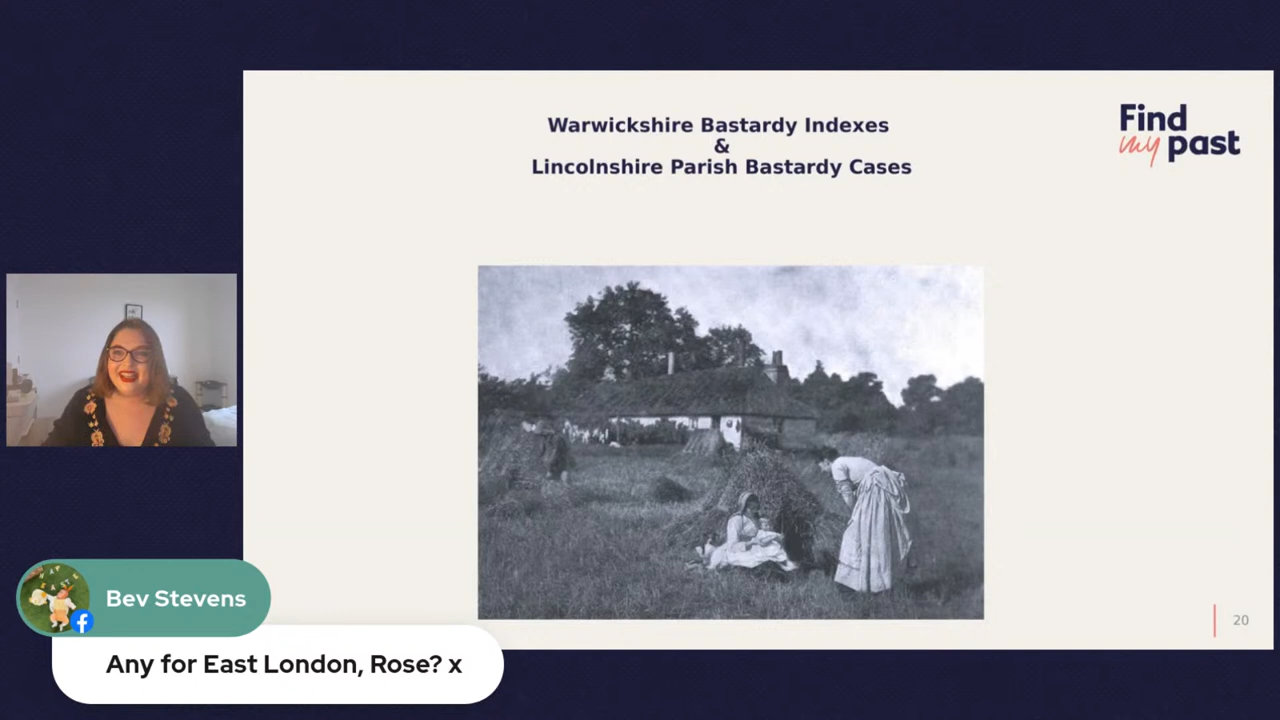 Warwickshire Bastardy Indexes
&
Lincolnshire Parish Bastardy Cases
Find
my past
20
Bev Stevens
Any for East London, Rose? x